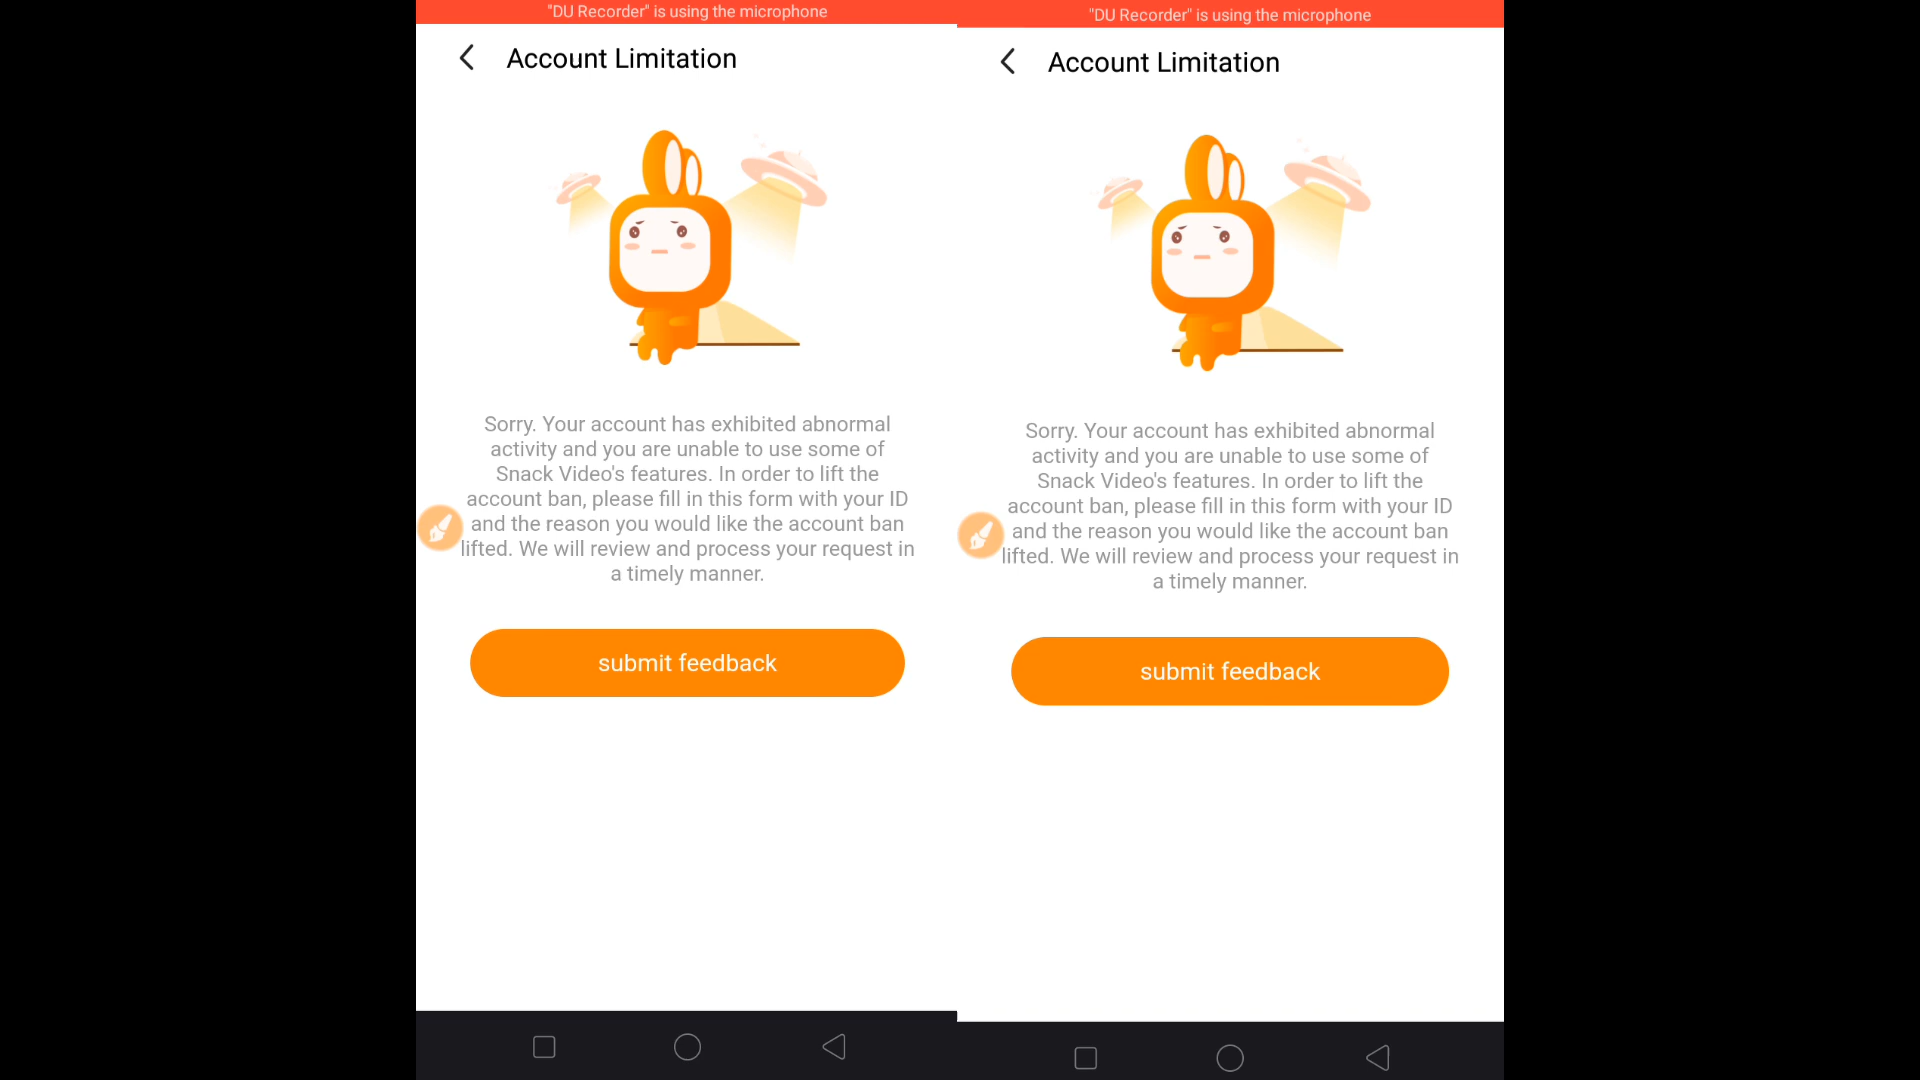 "DU Recorder" is using the microphone
Account Limitation
Sorry. Your account has exhibited abnormal
activity and you are unable to use some of
Snack Video's features. In order to lift the
account ban, please fill in this form with your ID
and the reason you would like the account ban
lifted. We will review and process your request in
a timely manner.
submit feedback
"DU Recorder" is using the microphone
Account Limitation
Sorry. Your account has exhibited abnormal
activity and you are unable to use some of
Snack Video's features. In order to lift the
account ban, please fill in this form with your ID
and the reason you would like the account ban
lifted. We will review and process your request in
a timely manner.
submit feedback